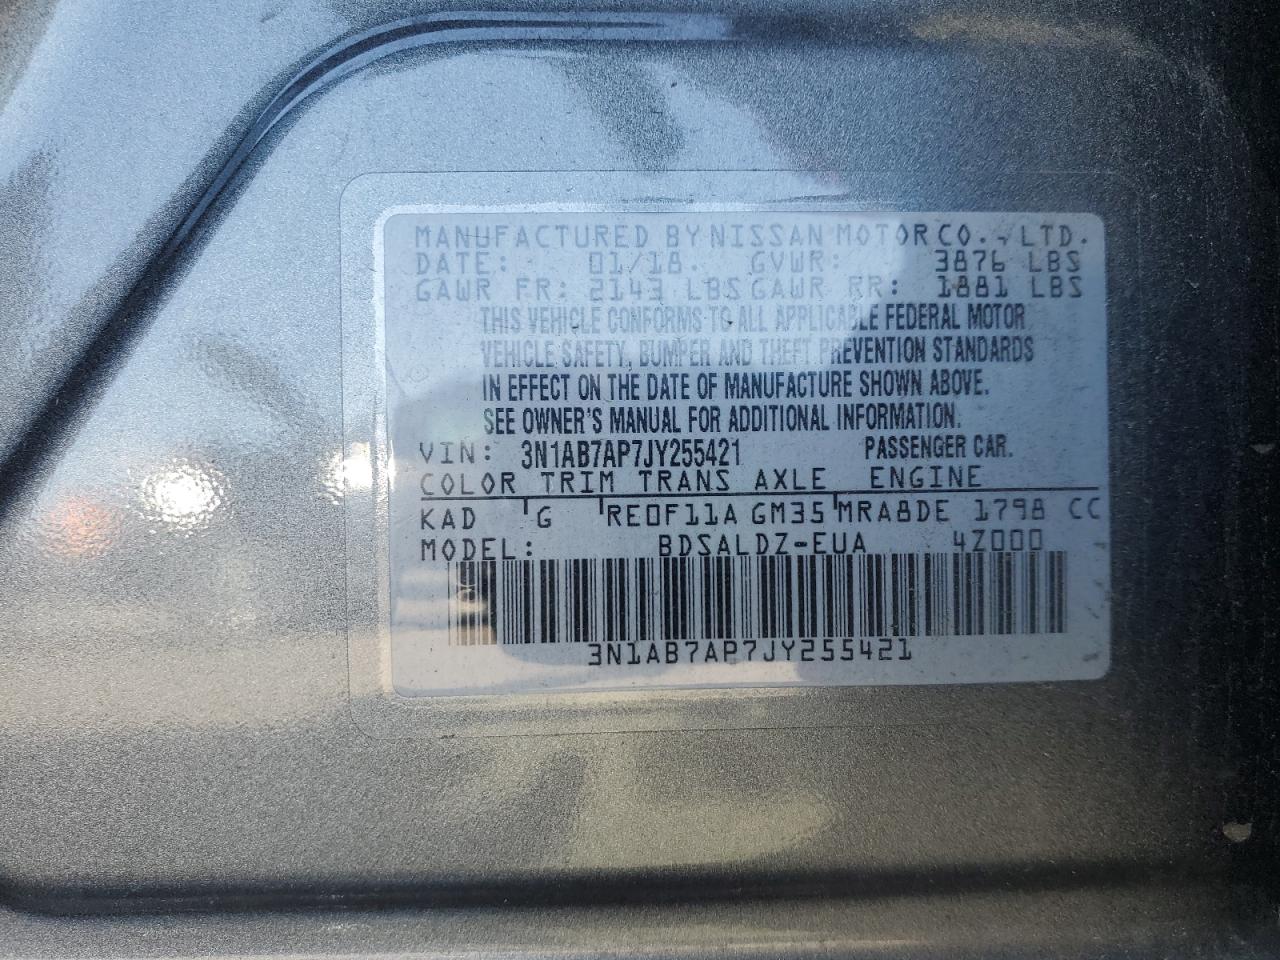 MANUFACTURED BY NISSAN MOTOR CO., LTD.
DATE: 01/18. GVWR: 3876 LBS
GAWR FR: 2143 LBS GAWR RR: 1881 LBS
THIS VEHICLE CONFORMS TO ALL APPLICABLE FEDERAL MOTOR
VEHICLE SAFETY, BUMPER AND THEFT PREVENTION STANDARDS
IN EFFECT ON THE DATE OF MANUFACTURE SHOWN ABOVE.
SEE OWNER'S MANUAL FOR ADDITIONAL INFORMATION.
VIN: 3N1AB7AP7JY255421 PASSENGER CAR.
COLOR TRIM TRANS AXLE ENGINE
KAD G RE0F11A GM35 MRA8DE 1798 CC
MODEL: BDSALDZ-EUA 4Z000
3N1AB7AP7JY255421